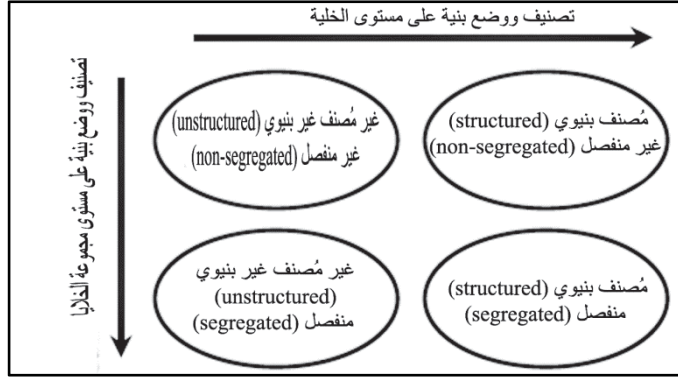 تصنيف ووضع بنية على مستوى الخلية
تصنيف ووضع بنية على مستوى مجموعة الخلايا
مُصنف بنيوي (structured)
غير منفصل (non-segregated)
غير مُصنف غير بنيوي (unstructured)
غير منفصل (non-segregated)
مُصنف بنيوي (structured)
منفصل (segregated)
غير مُصنف غير بنيوي
(unstructured)
منفصل (segregated)